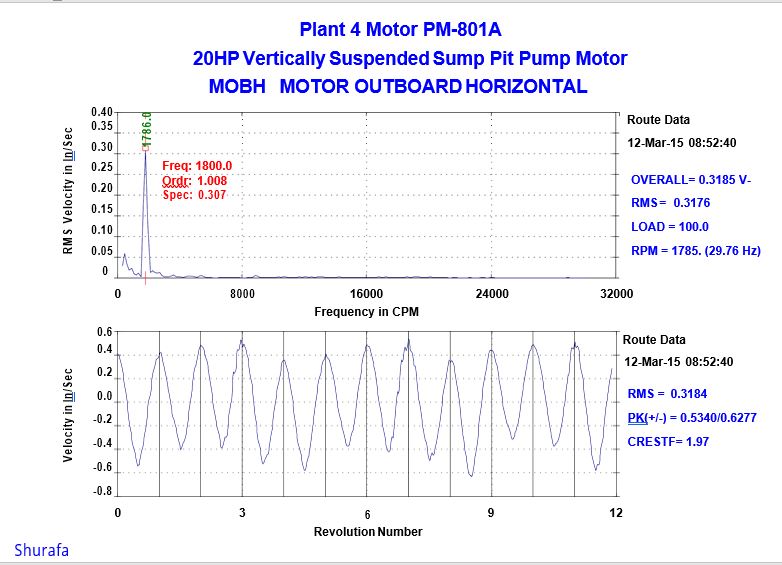 Plant 4 Motor PM-801A
20HP Vertically Suspended Sump Pit Pump Motor
MOBH MOTOR OUTBOARD HORIZONTAL
0.40
0.35
0.30
0.25
0.20
0.15
0.10
0.05
0
RMS Velocity in In/Sec
1786.0
Freq: 1800.0
Ordr: 1.008
Spec: 0.307
0 8000 16000 24000 32000
Frequency in CPM
Route Data
12-Mar-15 08:52:40
OVERALL= 0.3185 V-
RMS = 0.3176
LOAD = 100.0
RPM = 1785. (29.76 Hz)
0.6
0.4
0.2
0.0
-0.2
-0.4
-0.6
-0.8
Velocity in In/Sec
0 3 6 9 12
Revolution Number
Route Data
12-Mar-15 08:52:40
RMS = 0.3184
PK(+/-) = 0.5340/0.6277
CRESTF= 1.97
Shurafa